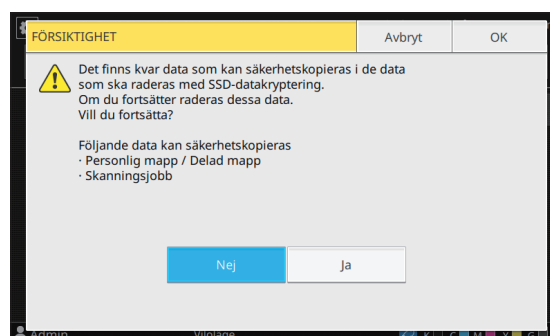 FÖRSIKTIGHET
Avbryt
OK
Det finns kvar data som kan säkerhetskopieras i de data
som ska raderas med SSD-datakryptering.
Om du fortsätter raderas dessa data.
Vill du fortsätta?
Följande data kan säkerhetskopieras
· Personlig mapp / Delad mapp
· Skanningsjobb
Nej
Ja
Admin
Viloläge
K C M Y G